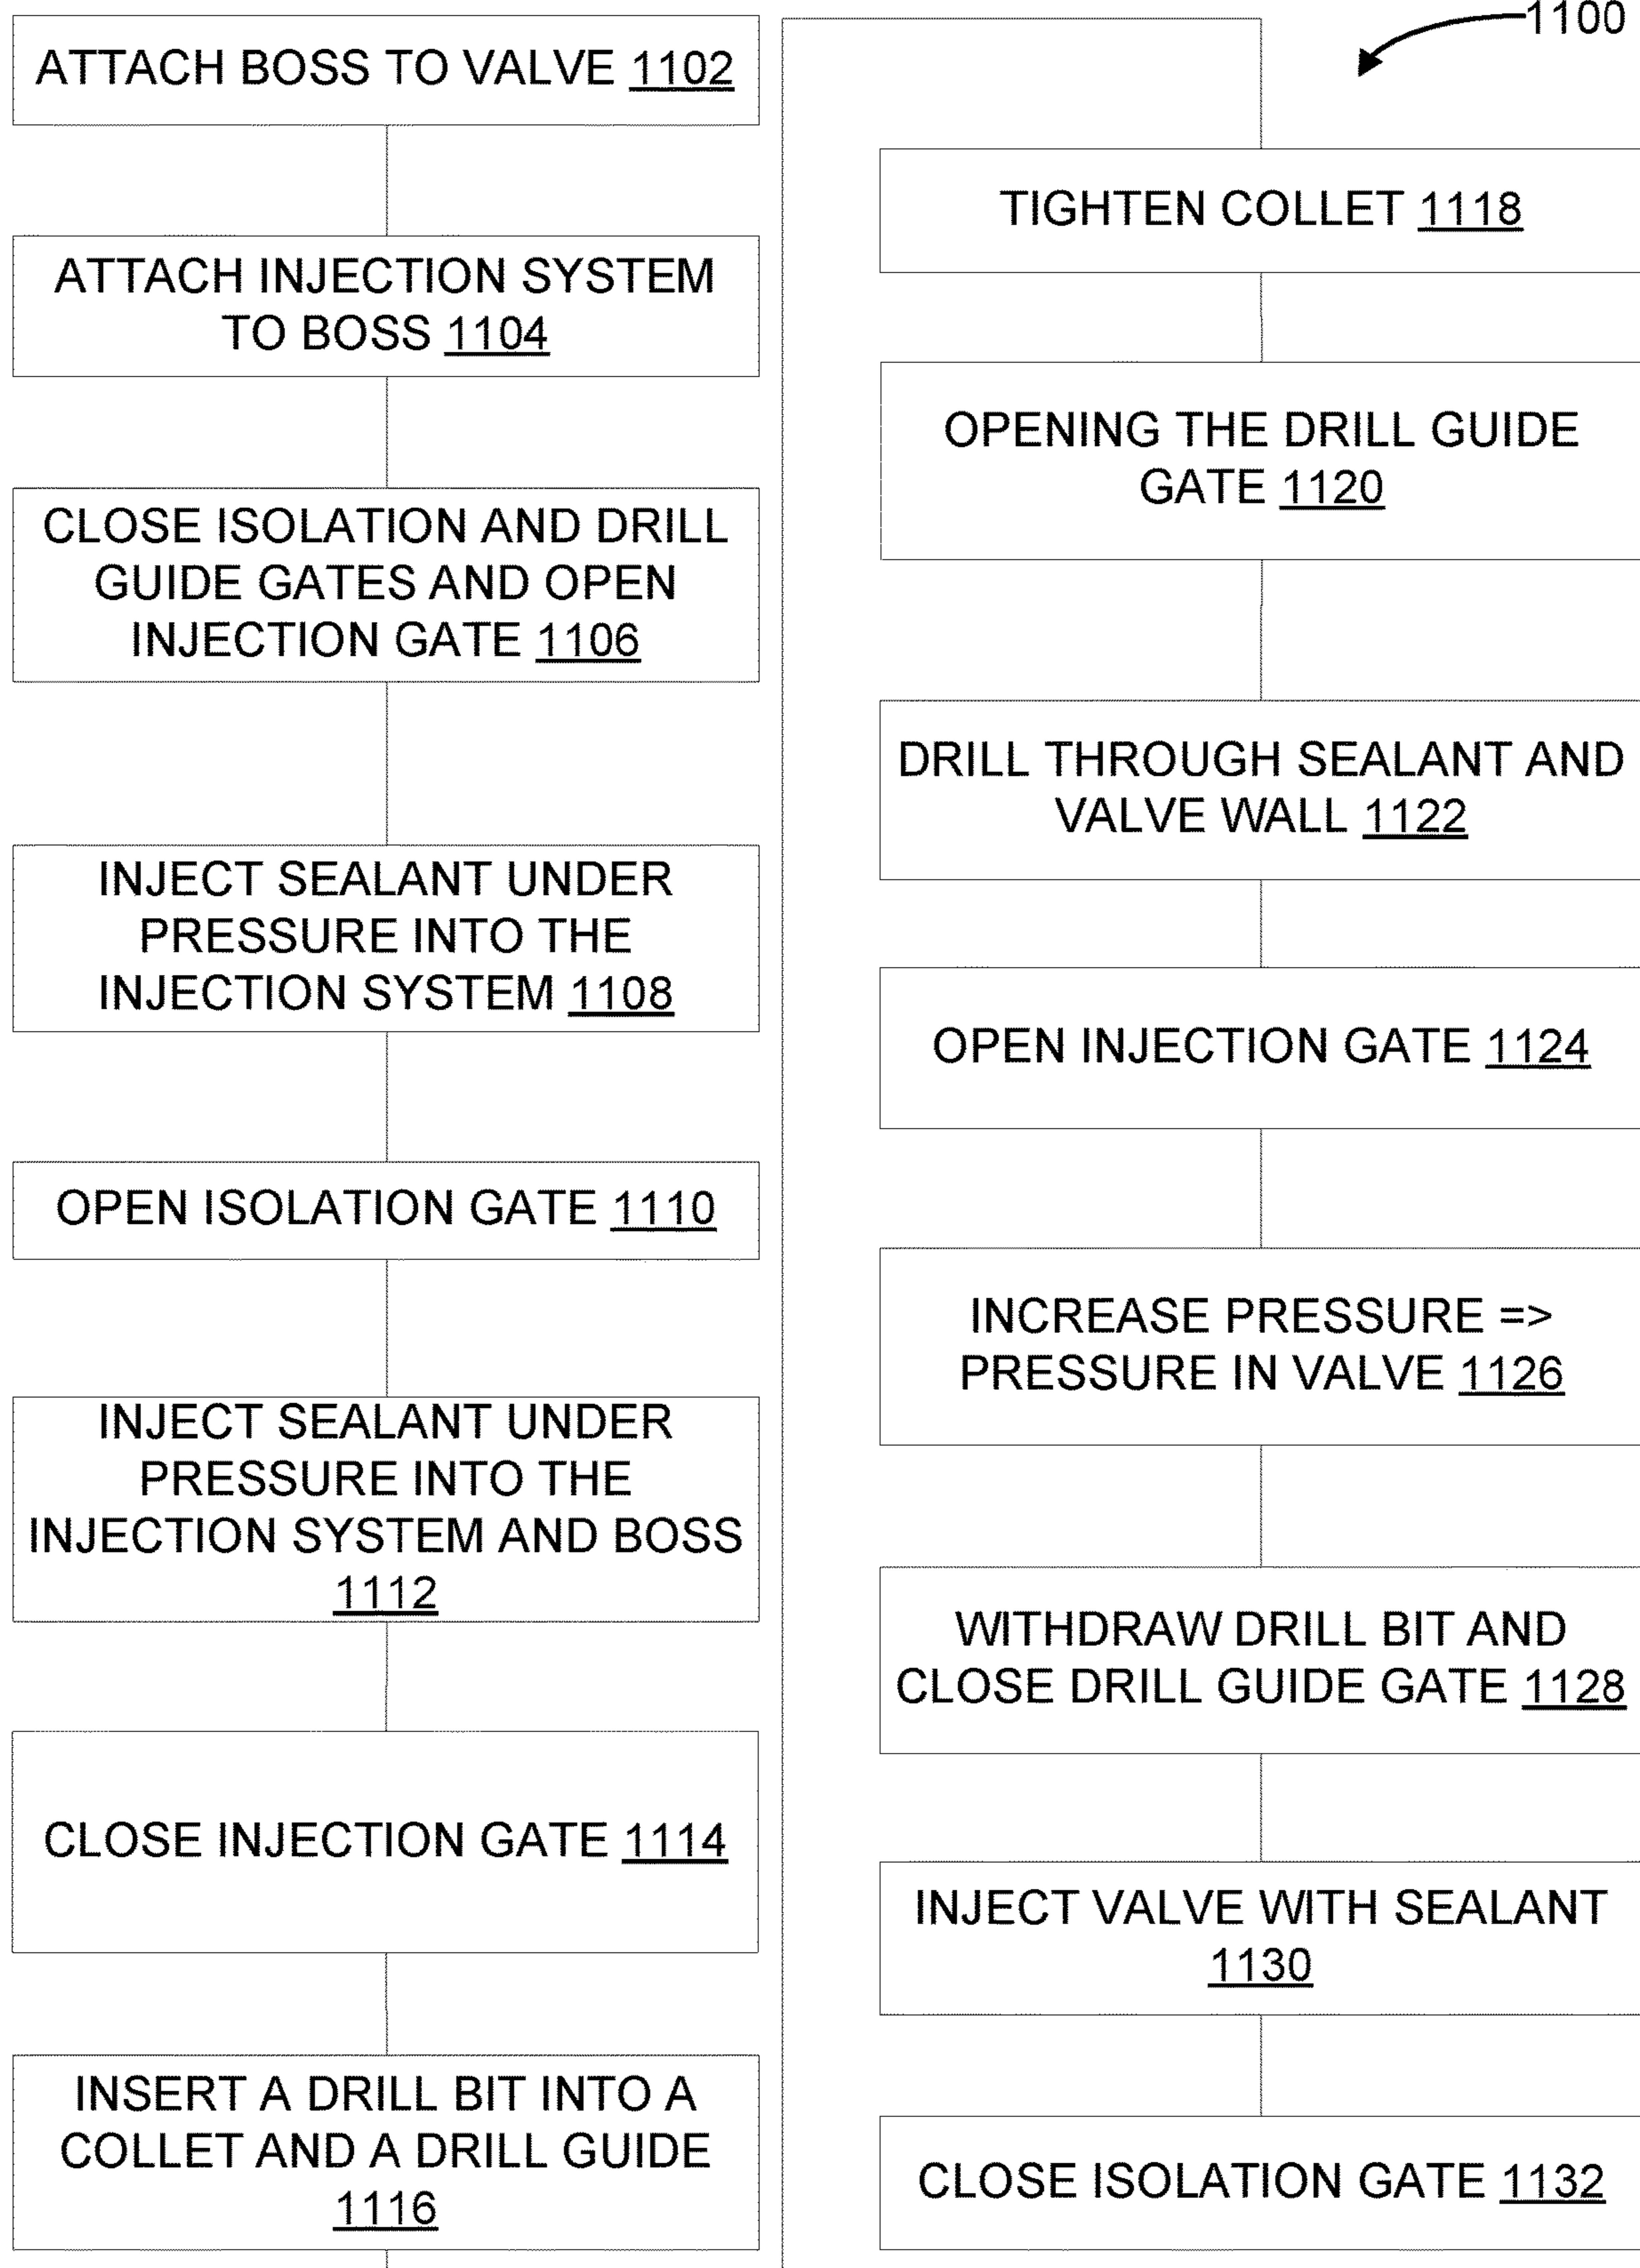 ATTACH BOSS TO VALVE 1102
ATTACH INJECTION SYSTEM
TO BOSS 1104
CLOSE ISOLATION AND DRILL
GUIDE GATES AND OPEN
INJECTION GATE 1106
INJECT SEALANT UNDER
PRESSURE INTO THE
INJECTION SYSTEM 1108
OPEN ISOLATION GATE 1110
INJECT SEALANT UNDER
PRESSURE INTO THE
INJECTION SYSTEM AND BOSS
1112
CLOSE INJECTION GATE 1114
INSERT A DRILL BIT INTO A
COLLET AND A DRILL GUIDE
1116
1100
TIGHTEN COLLET 1118
OPENING THE DRILL GUIDE
GATE 1120
DRILL THROUGH SEALANT AND
VALVE WALL 1122
OPEN INJECTION GATE 1124
INCREASE PRESSURE =>
PRESSURE IN VALVE 1126
WITHDRAW DRILL BIT AND
CLOSE DRILL GUIDE GATE 1128
INJECT VALVE WITH SEALANT
1130
CLOSE ISOLATION GATE 1132